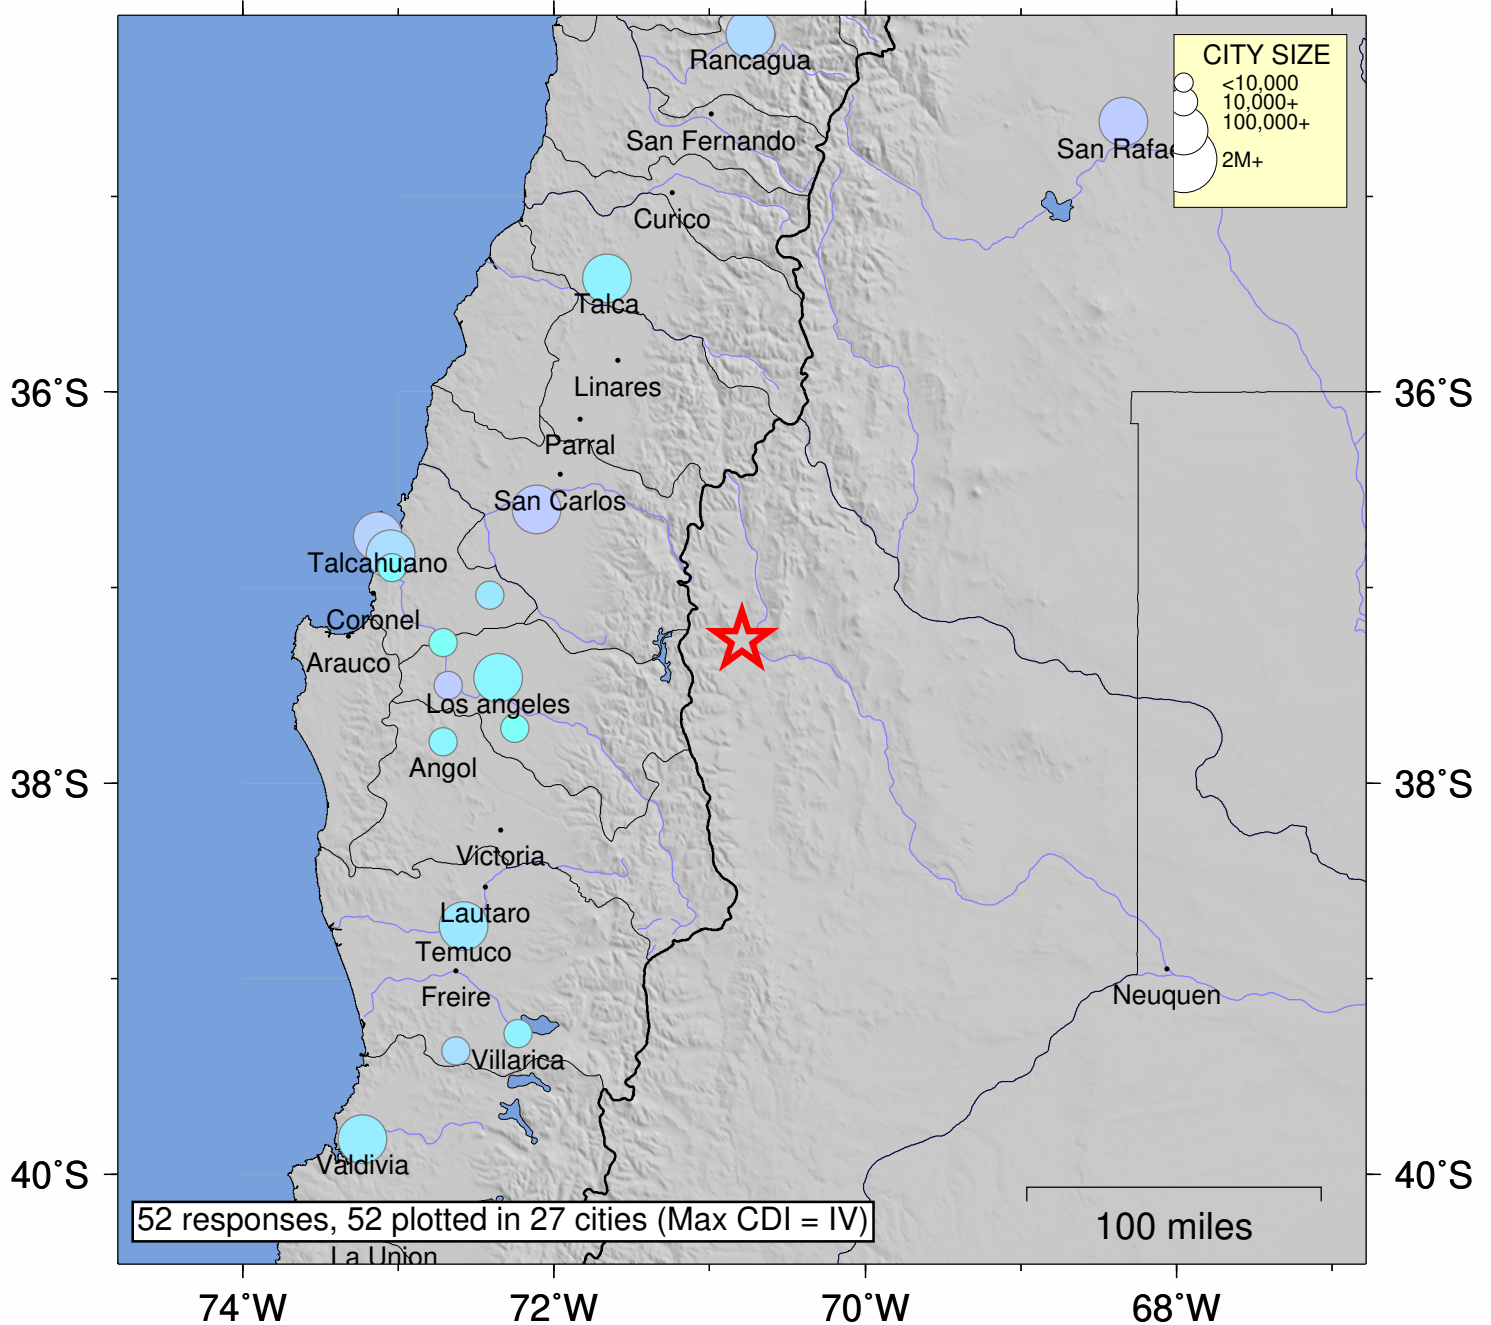 Rancagua
CITY SIZE
<10,000
10,000+
100,000+
2M+
San Fernando
San Rafae
Curico
Talca
36°S
36°S
Linares
Parral
San Carlos
Talcahuano
Coronel
Arauco
Los angeles
Angol
38°S
38°S
Victoria
Lautaro
Temuco
Freire
Neuquen
Villarica
Valdivia
40°S
40°S
52 responses, 52 plotted in 27 cities (Max CDI = IV)
100 miles
La Union
74°W
72°W
70°W
68°W